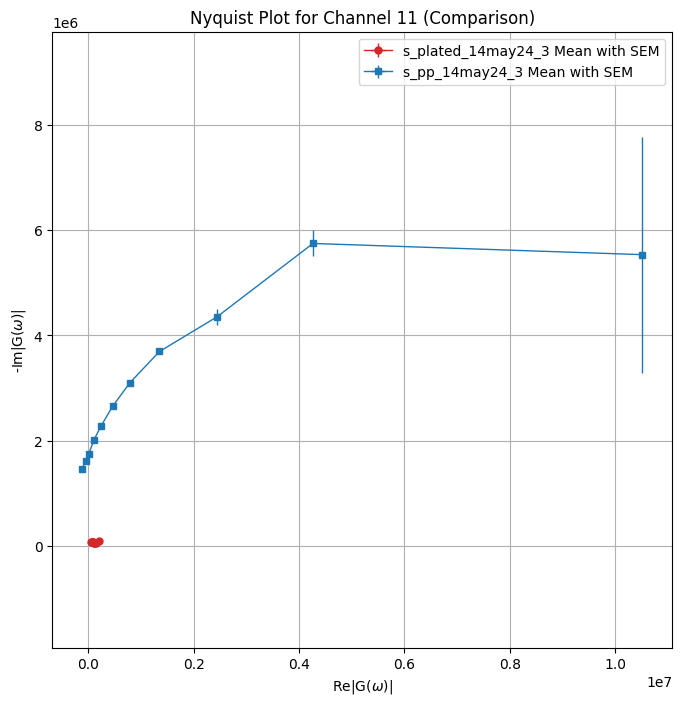 Nyquist Plot for Channel 11 (Comparison)
1e6
s_plated_14may24_3 Mean with SEM
s_pp_14may24_3 Mean with SEM
8
6
4
2
0
-Im|G(ω)|
0.0 0.2 0.4 0.6 0.8 1.0
1e7
Re|G(ω)|